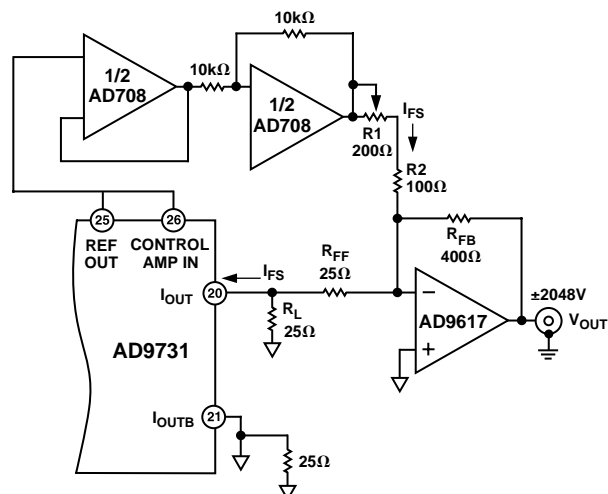 10kΩ
10kΩ
1/2
AD708
1/2
AD708
I_FS
R1
200Ω
R2
100Ω
25
26
REF
OUT
CONTROL
AMP IN
R_FB
400Ω
I_FS
R_FF
25Ω
I_OUT
20
R_L
25Ω
−
+
AD9617
±2048V
V_OUT
AD9731
I_OUTB
21
25Ω